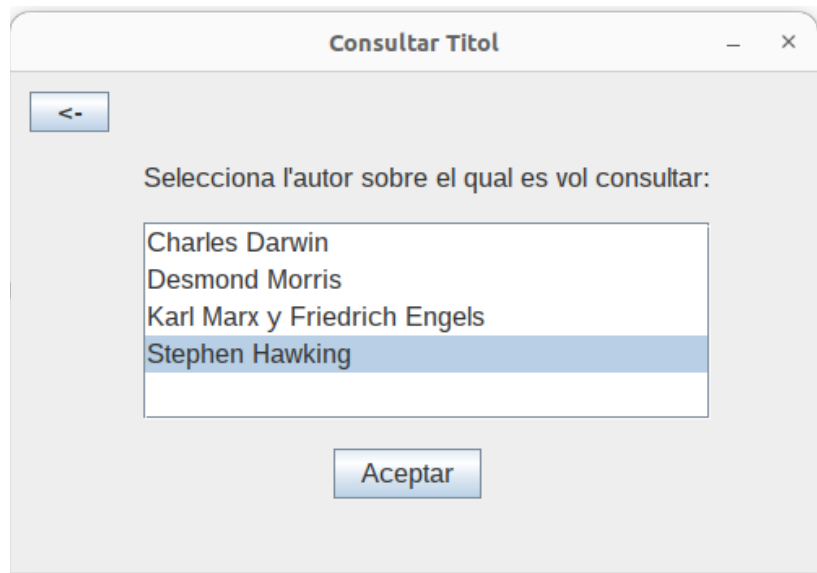 Consultar Titol
<-
Selecciona l'autor sobre el qual es vol consultar:
Charles Darwin
Desmond Morris
Karl Marx y Friedrich Engels
Stephen Hawking
Aceptar